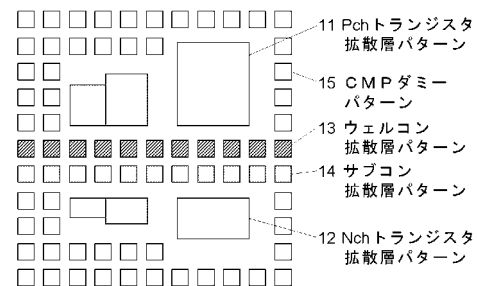 11 Pchトランジスタ
拡散層パターン
15 CMPダミー
パターン
13 ウェルコン
拡散層パターン
14 サブコン
拡散層パターン
12 Nchトランジスタ
拡散層パターン